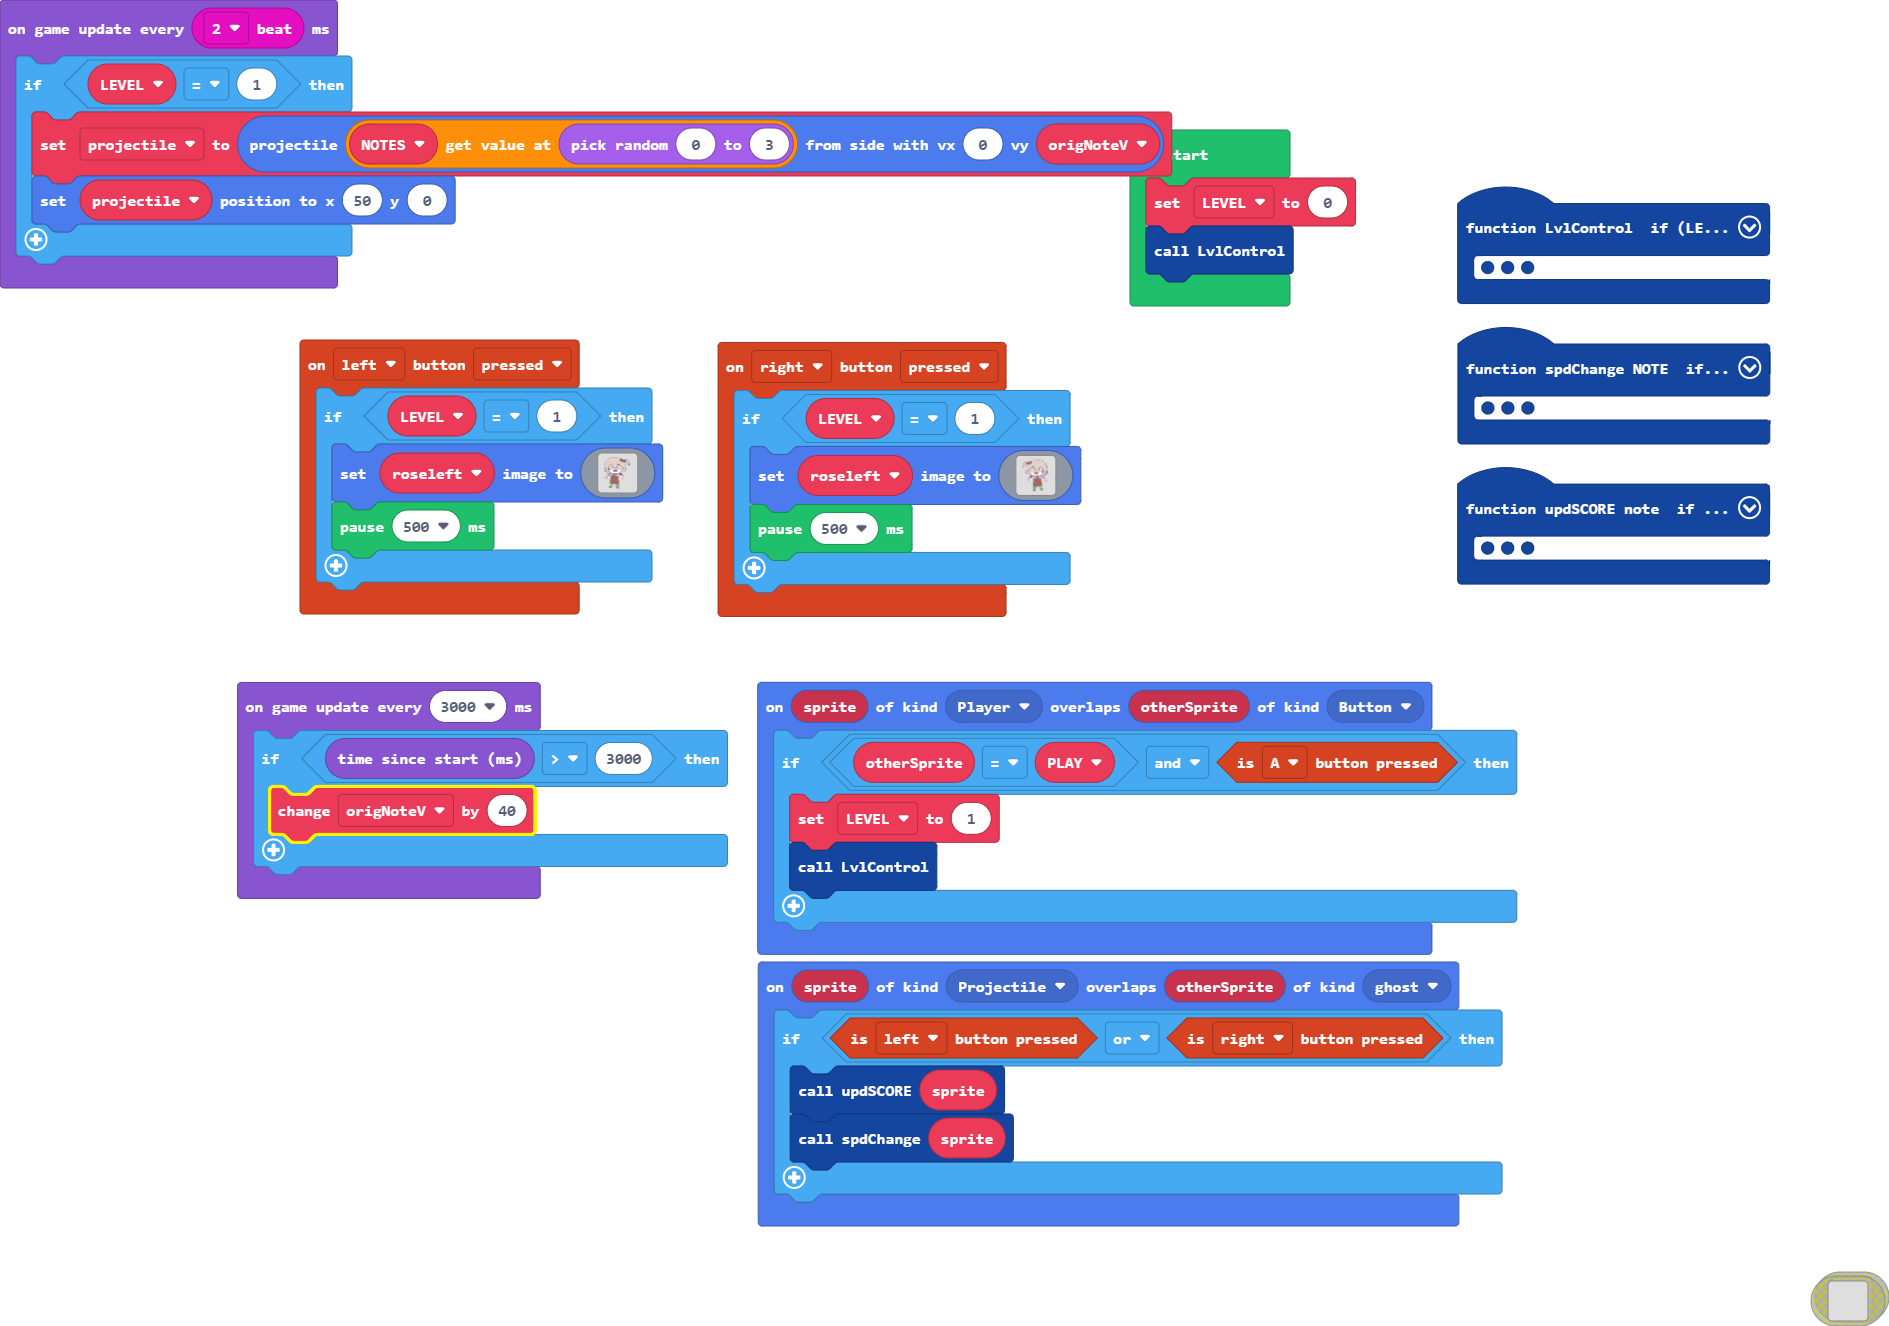 on game update every 2 beat ms
if LEVEL = 1 then
set projectile to projectile NOTES get value at pick random 0 to 3 from side with vx 0 vy origNoteV
set projectile position to x 50 y 0
tart
set LEVEL to 0
call LvlControl
function LvlControl if (LE...
function spdChange NOTE if...
function updSCORE note if ...
on left button pressed
if LEVEL = 1 then
set roseleft image to
pause 500 ms
on right button pressed
if LEVEL = 1 then
set roseleft image to
pause 500 ms
on game update every 3000 ms
if time since start (ms) > 3000 then
change origNoteV by 40
on sprite of kind Player overlaps otherSprite of kind Button
if otherSprite = PLAY and is A button pressed then
set LEVEL to 1
call LvlControl
on sprite of kind Projectile overlaps otherSprite of kind ghost
if is left button pressed or is right button pressed then
call updSCORE sprite
call spdChange sprite